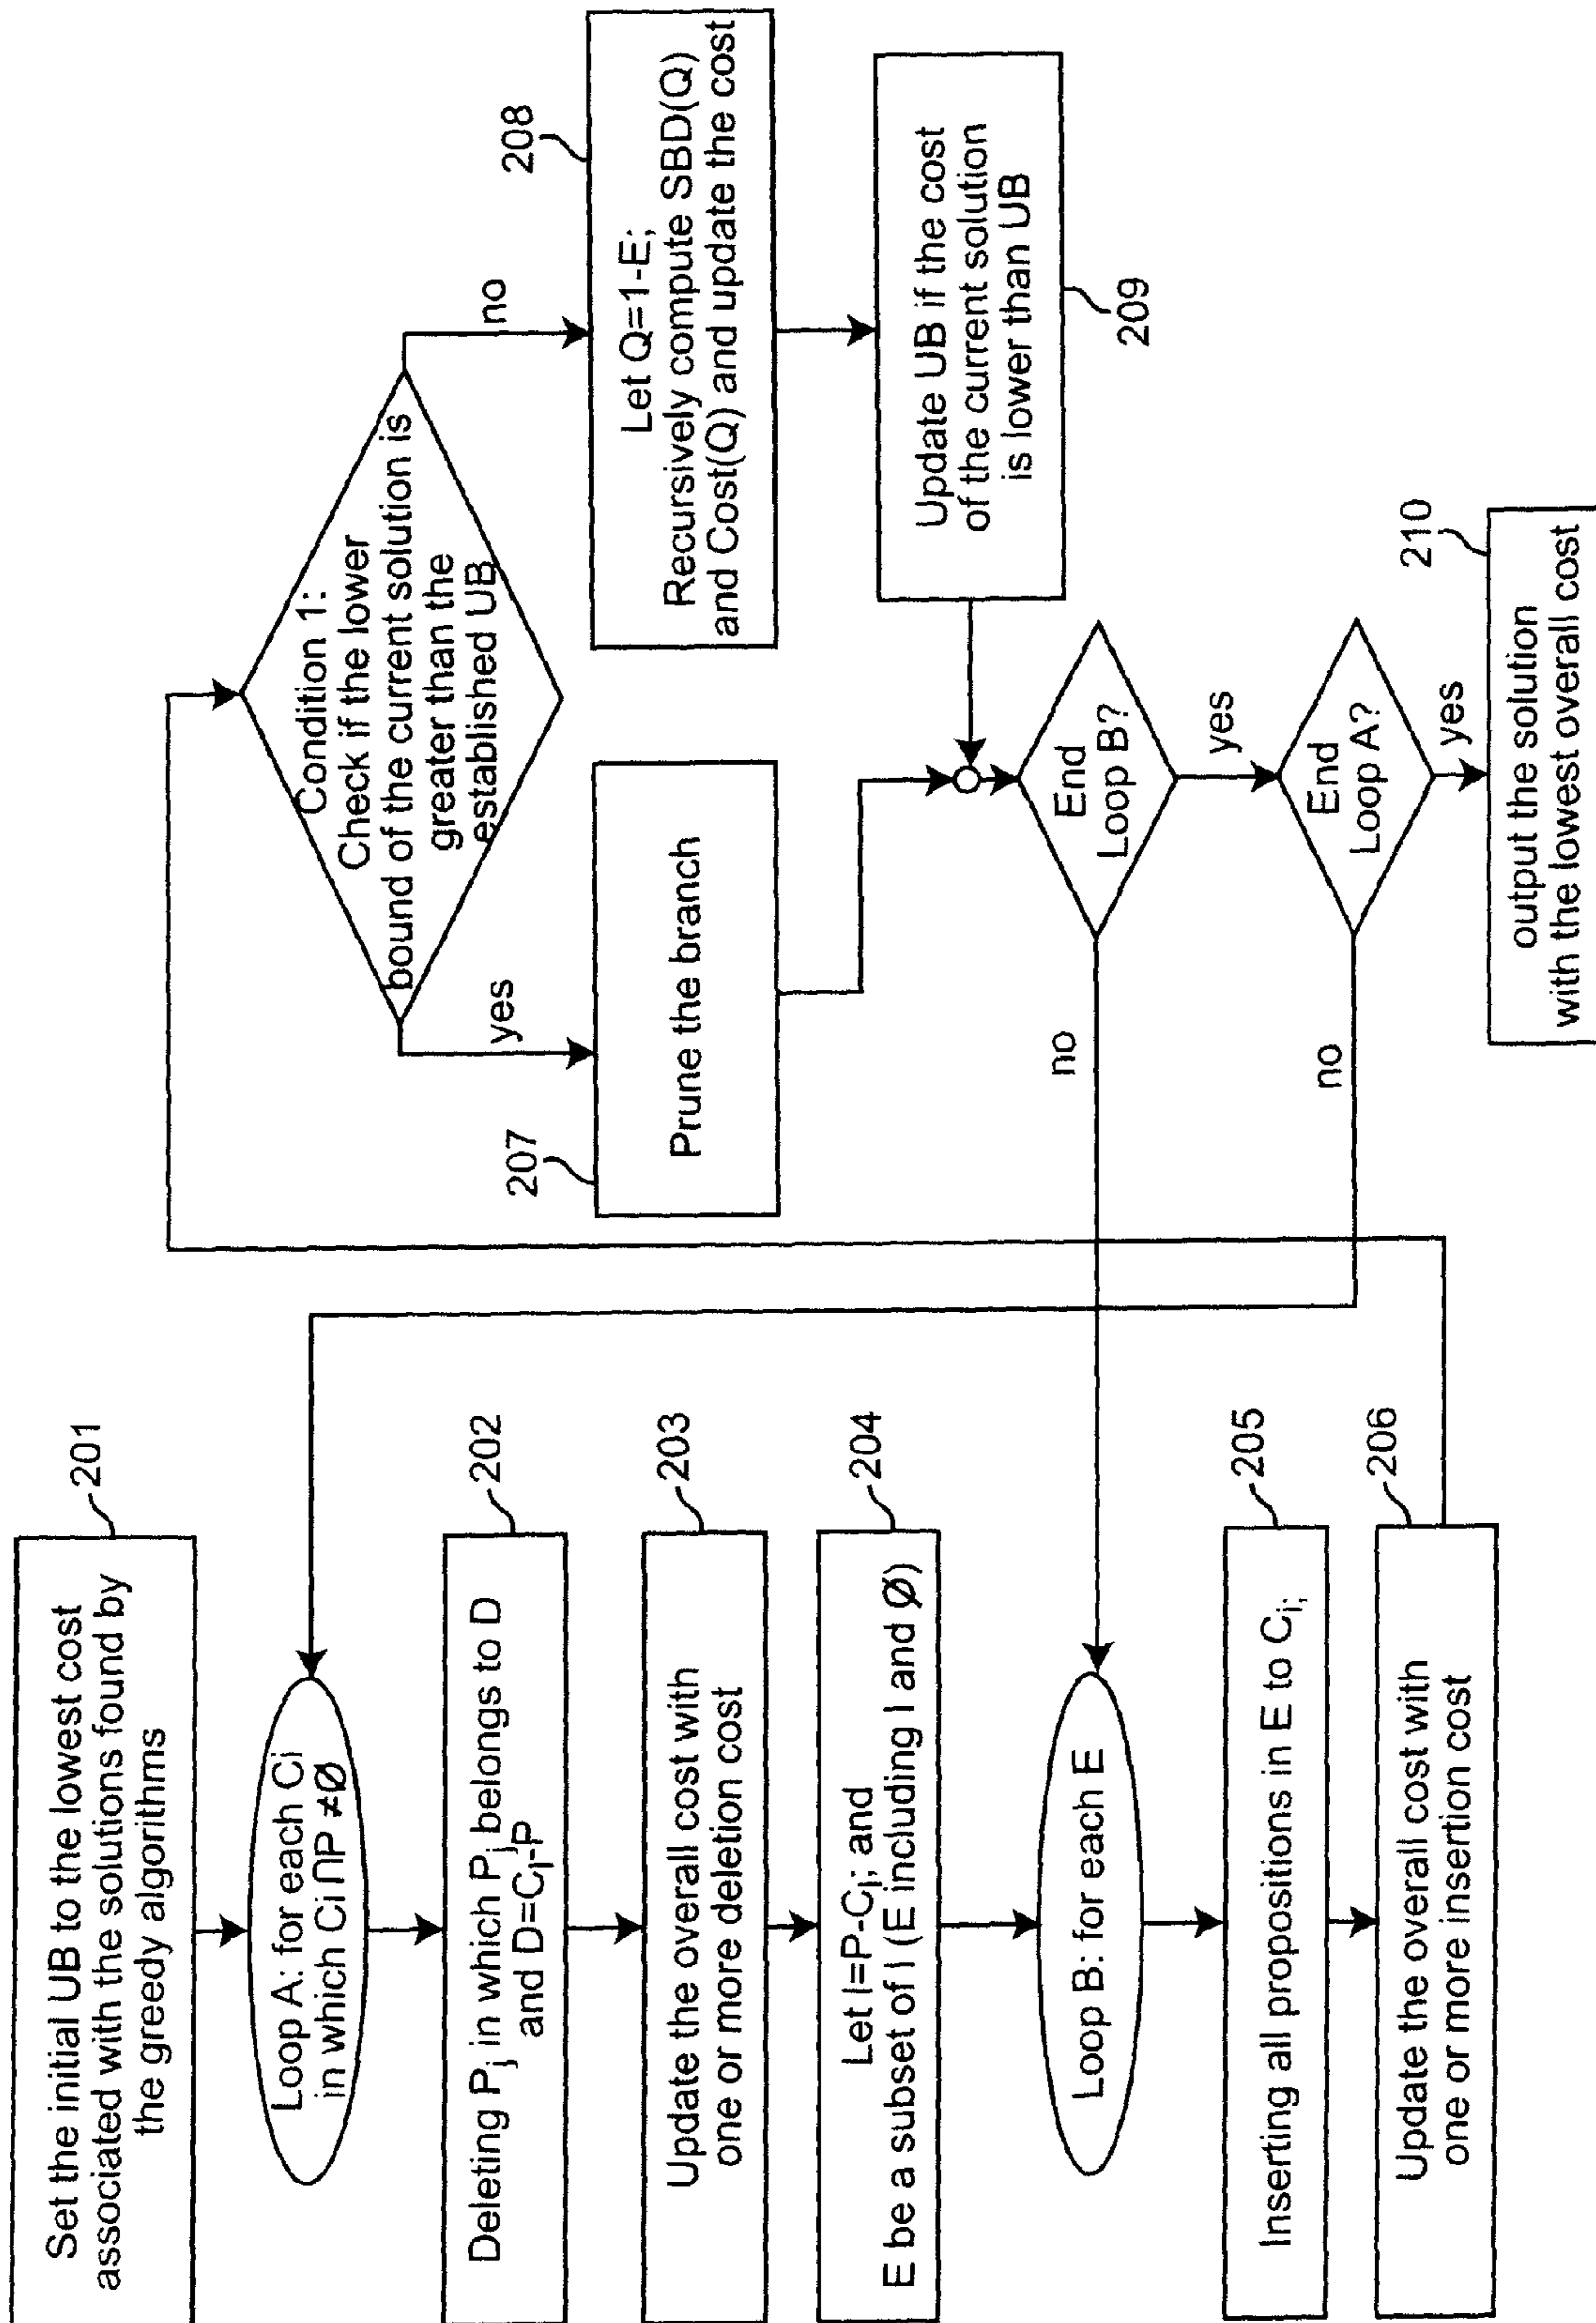 Set the initial UB to the lowest cost
associated with the solutions found by
the greedy algorithms
201
Loop A: for each Ci
in which Ci∩P ≠Ø
Deleting Pj in which Pj belongs to D
and D=Ci-P
202
Update the overall cost with
one or more deletion cost
203
Let I=P-Ci; and
E be a subset of I (E including I and Ø)
204
Loop B: for each E
Inserting all propositions in E to Ci;
205
Update the overall cost with
one or more insertion cost
206
Condition 1:
Check if the lower
bound of the current solution is
greater than the
established UB
yes
no
207
Prune the branch
208
Let Q=1-E;
Recursively compute SBD(Q)
and Cost(Q) and update the cost
Update UB if the cost
of the current solution
is lower than UB
209
End
Loop B?
no
yes
End
Loop A?
no
yes
210
output the solution
with the lowest overall cost